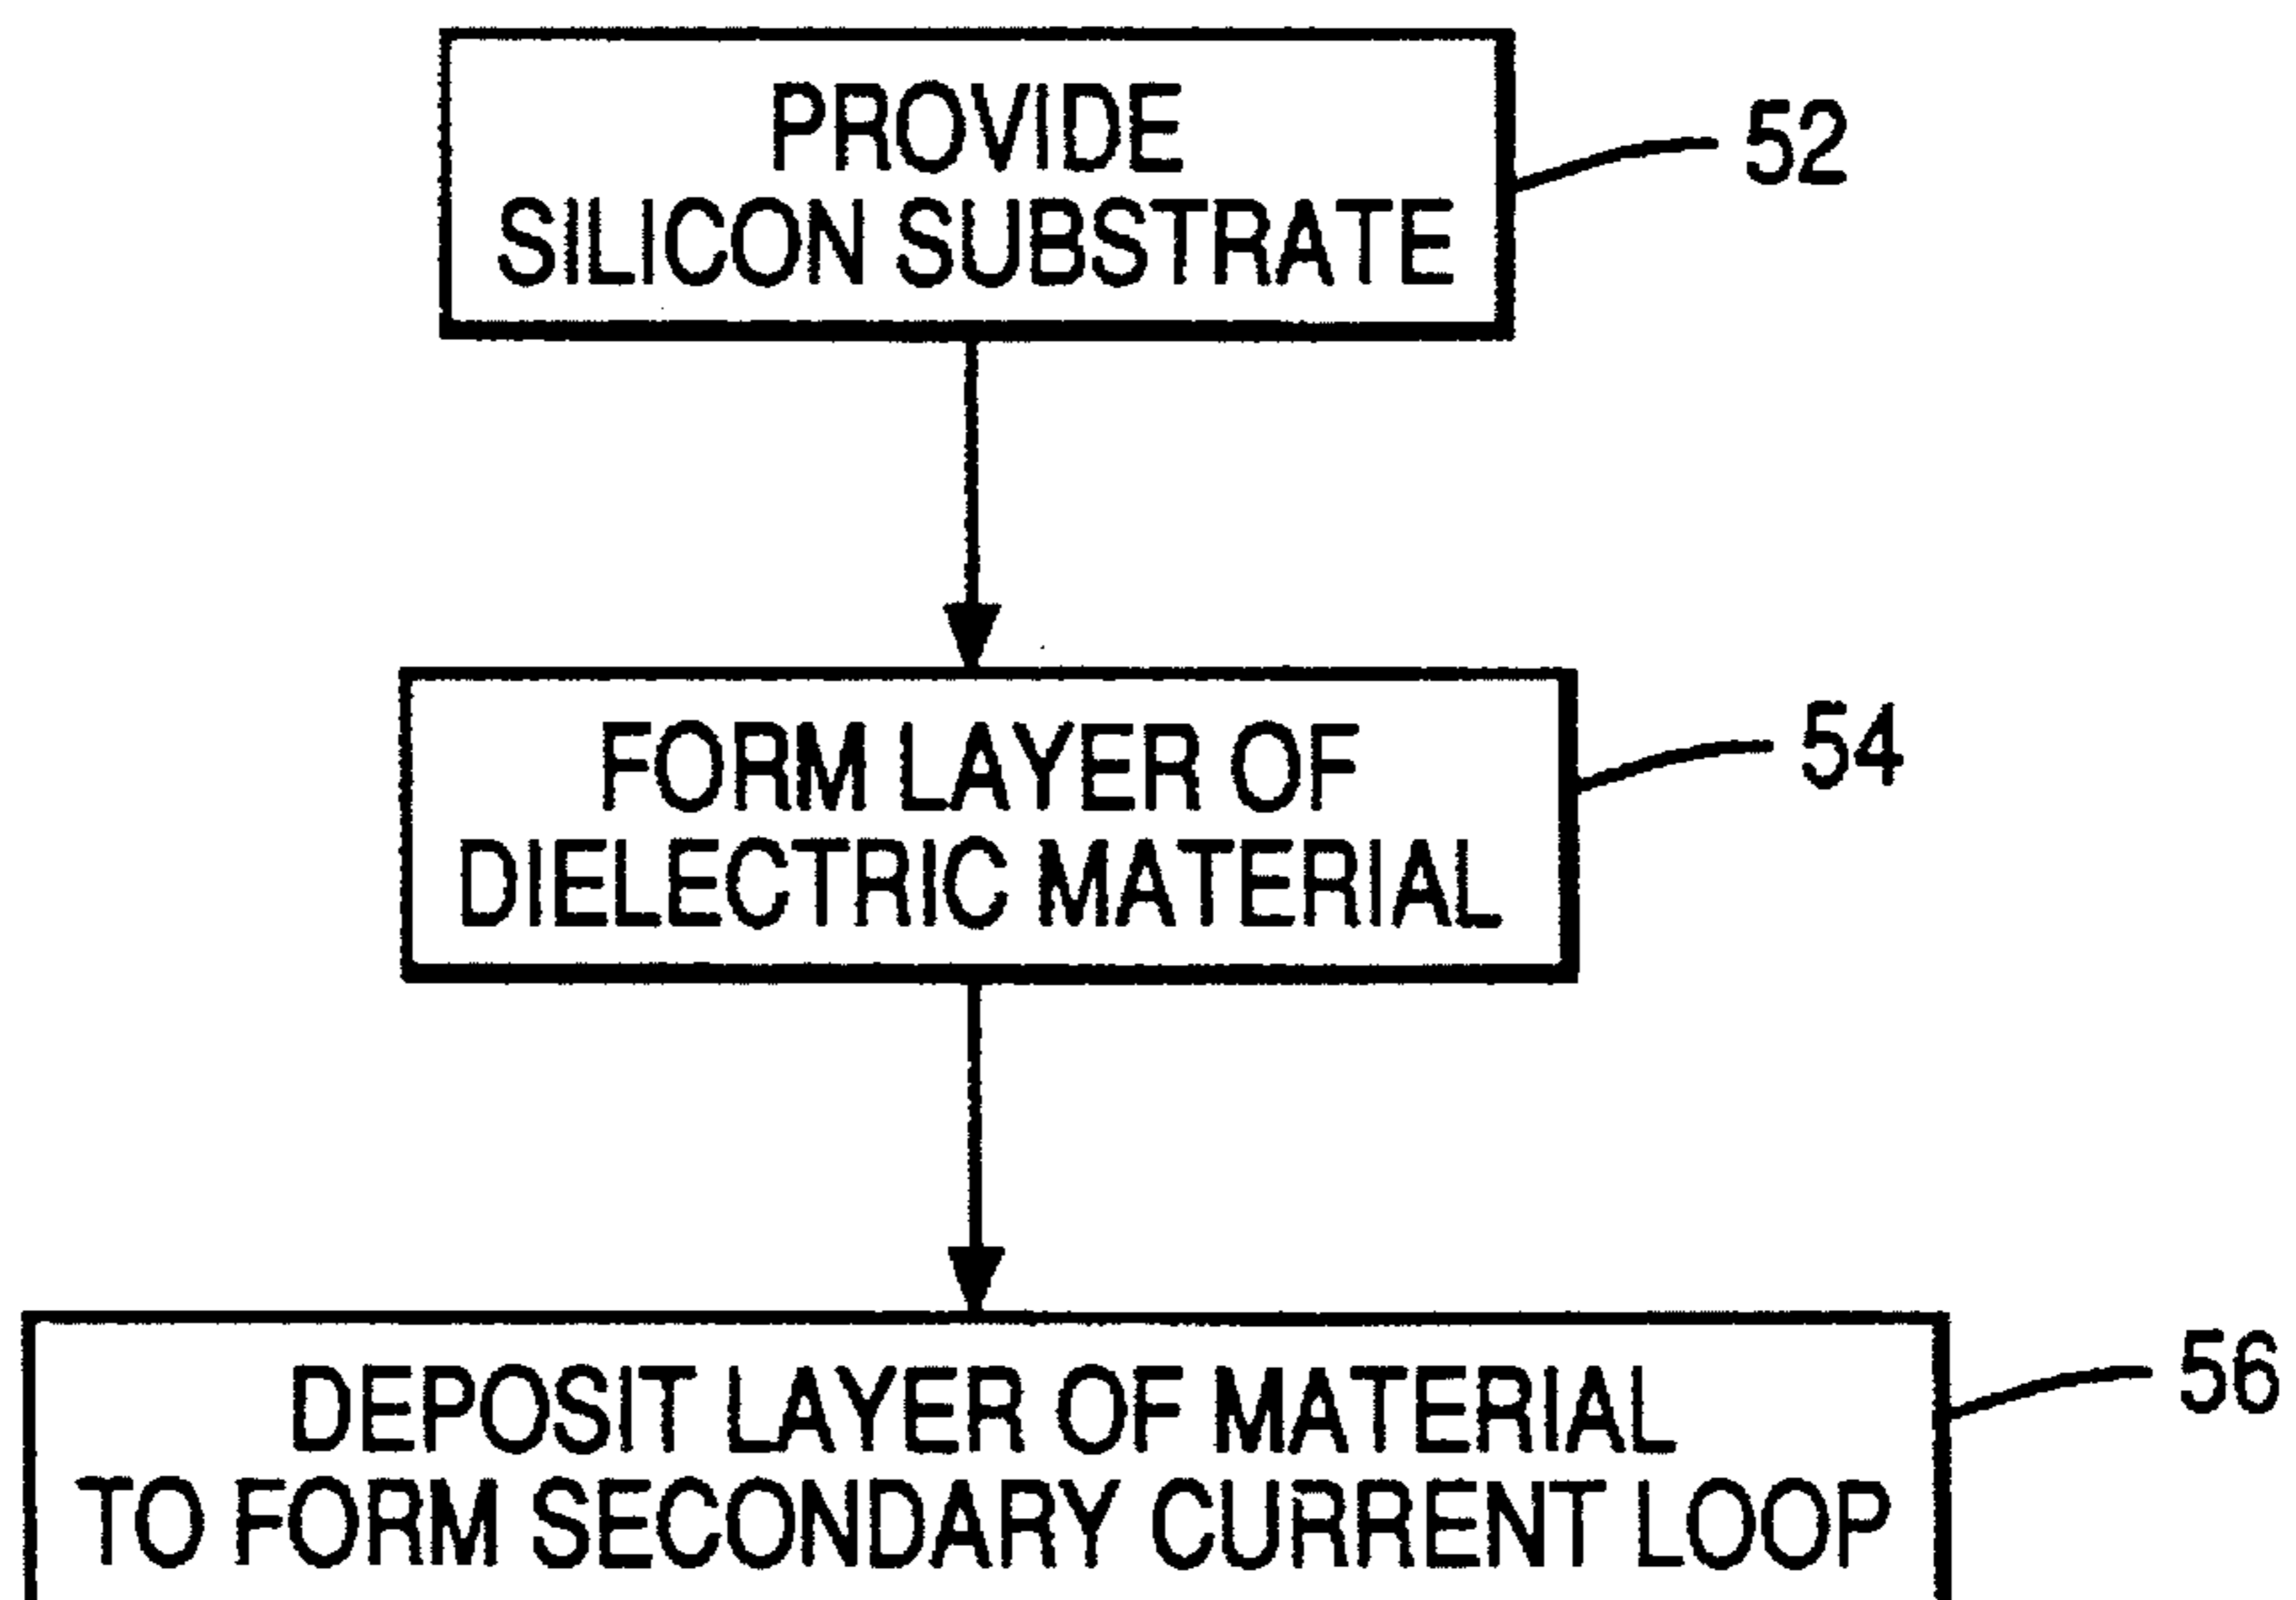 PROVIDE
SILICON SUBSTRATE
52
FORM LAYER OF
DIELECTRIC MATERIAL
54
DEPOSIT LAYER OF MATERIAL
TO FORM SECONDARY CURRENT LOOP
56